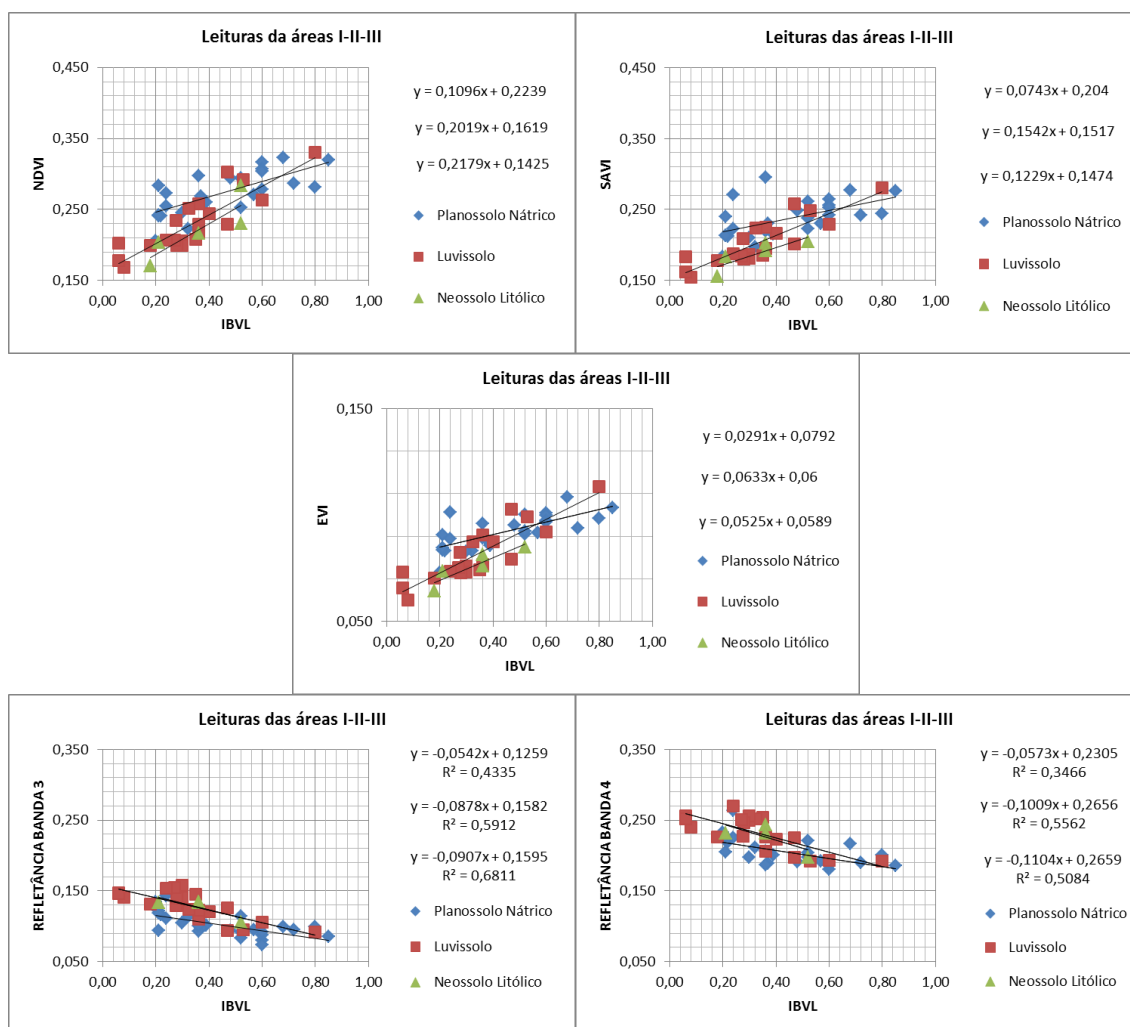 Leituras da áreas I-II-III
NDVI
0,450
0,350
0,250
0,150
0,00 0,20 0,40 0,60 0,80 1,00
IBVL
y = 0,1096x + 0,2239
y = 0,2019x + 0,1619
y = 0,2179x + 0,1425
Planossolo Nátrico
Luvissolo
Neossolo Litólico
Leituras das áreas I-II-III
SAVI
0,450
0,350
0,250
0,150
0,00 0,20 0,40 0,60 0,80 1,00
IBVL
y = 0,0743x + 0,204
y = 0,1542x + 0,1517
y = 0,1229x + 0,1474
Planossolo Nátrico
Luvissolo
Neossolo Litólico
Leituras das áreas I-II-III
EVI
0,150
0,050
0,00 0,20 0,40 0,60 0,80 1,00
IBVL
y = 0,0291x + 0,0792
y = 0,0633x + 0,06
y = 0,0525x + 0,0589
Planossolo Nátrico
Luvissolo
Neossolo Litólico
Leituras das áreas I-II-III
REFLETÂNCIA BANDA 3
0,350
0,250
0,150
0,050
0,00 0,20 0,40 0,60 0,80 1,00
IBVL
y = -0,0542x + 0,1259
R² = 0,4335
y = -0,0878x + 0,1582
R² = 0,5912
y = -0,0907x + 0,1595
R² = 0,6811
Planossolo Nátrico
Luvissolo
Neossolo Litólico
Leituras das áreas I-II-III
REFLETÂNCIA BANDA 4
0,350
0,250
0,150
0,050
0,00 0,20 0,40 0,60 0,80 1,00
IBVL
y = -0,0573x + 0,2305
R² = 0,3466
y = -0,1009x + 0,2656
R² = 0,5562
y = -0,1104x + 0,2659
R² = 0,5084
Planossolo Nátrico
Luvissolo
Neossolo Litólico